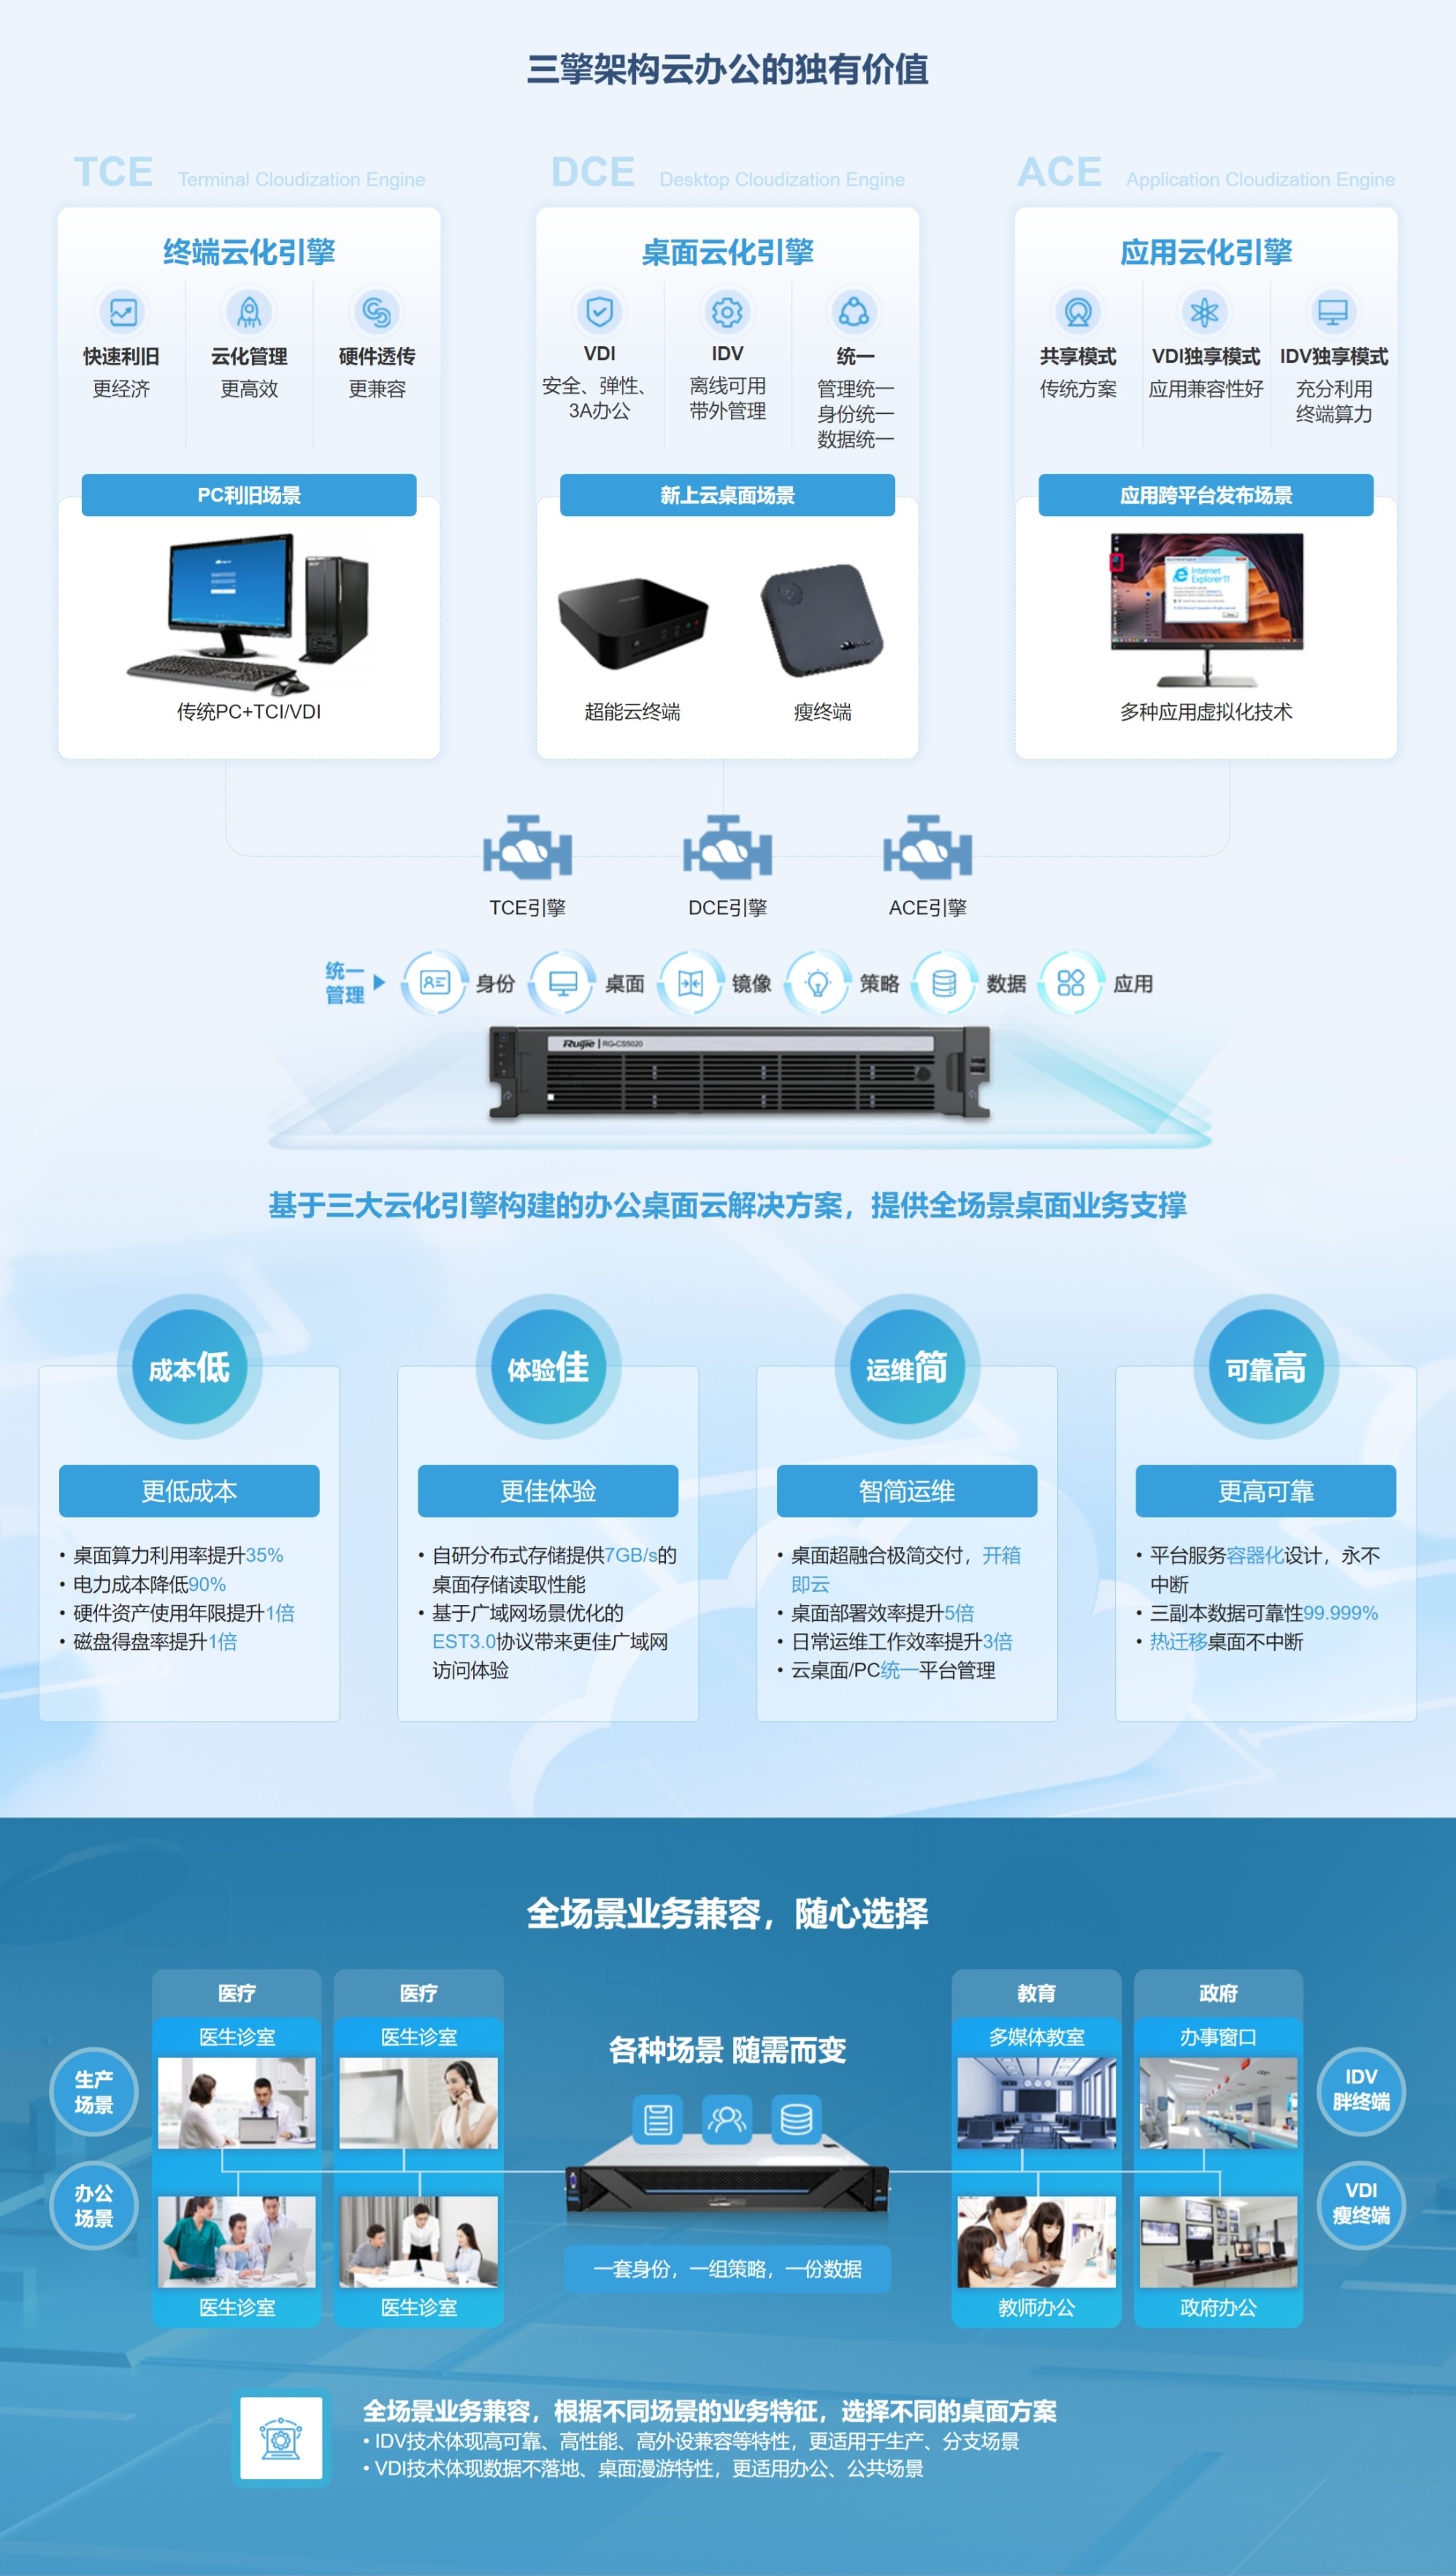 三擎架构云办公的独有价值
TCE Terminal Cloudization Engine
终端云化引擎
快速利旧
更经济
云化管理
更高效
硬件透传
更兼容
PC利旧场景
传统PC+TCI/VDI
DCE Desktop Cloudization Engine
桌面云化引擎
VDI
安全、弹性、
3A办公
IDV
离线可用
带外管理
统一
管理统一
身份统一
数据统一
新上云桌面场景
超能云终端
瘦终端
ACE Application Cloudization Engine
应用云化引擎
共享模式
传统方案
VDI独享模式
应用兼容性好
IDV独享模式
充分利用
终端算力
应用跨平台发布场景
Internet
Explorer11
多种应用虚拟化技术
TCE引擎
DCE引擎
ACE引擎
统一
管理
身份
桌面
镜像
策略
数据
应用
Ruijie | RG-CS5020
基于三大云化引擎构建的办公桌面云解决方案，提供全场景桌面业务支撑
成本低
更低成本
• 桌面算力利用率提升35%
• 电力成本降低90%
• 硬件资产使用年限提升1倍
• 磁盘得盘率提升1倍
体验佳
更佳体验
• 自研分布式存储提供7GB/s的
桌面存储读取性能
• 基于广域网场景优化的
EST3.0协议带来更佳广域网
访问体验
运维简
智简运维
• 桌面超融合极简交付，开箱
即云
• 桌面部署效率提升5倍
• 日常运维工作效率提升3倍
• 云桌面/PC统一平台管理
可靠高
更高可靠
• 平台服务容器化设计，永不
中断
• 三副本数据可靠性99.999%
• 热迁移桌面不中断
全场景业务兼容，随心选择
生产
场景
办公
场景
医疗
医生诊室
医生诊室
医疗
医生诊室
医生诊室
各种场景 随需而变
一套身份，一组策略，一份数据
教育
多媒体教室
教师办公
政府
办事窗口
政府办公
IDV
胖终端
VDI
瘦终端
全场景业务兼容，根据不同场景的业务特征，选择不同的桌面方案
• IDV技术体现高可靠、高性能、高外设兼容等特性，更适用于生产、分支场景
• VDI技术体现数据不落地、桌面漫游特性，更适用办公、公共场景